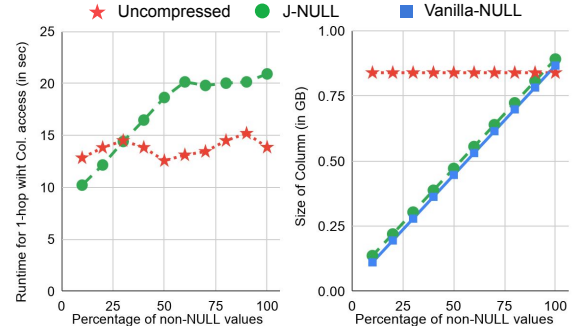 Uncompressed J-NULL Vanilla-NULL
Runtime for 1-hop wiht Col. access (in sec)
25
20
15
10
5
0
0 25 50 75 100
Percentage of non-NULL values
Size of Column (in GB)
1.00
0.75
0.50
0.25
0.00
0 25 50 75 100
Percentage of non-NULL values